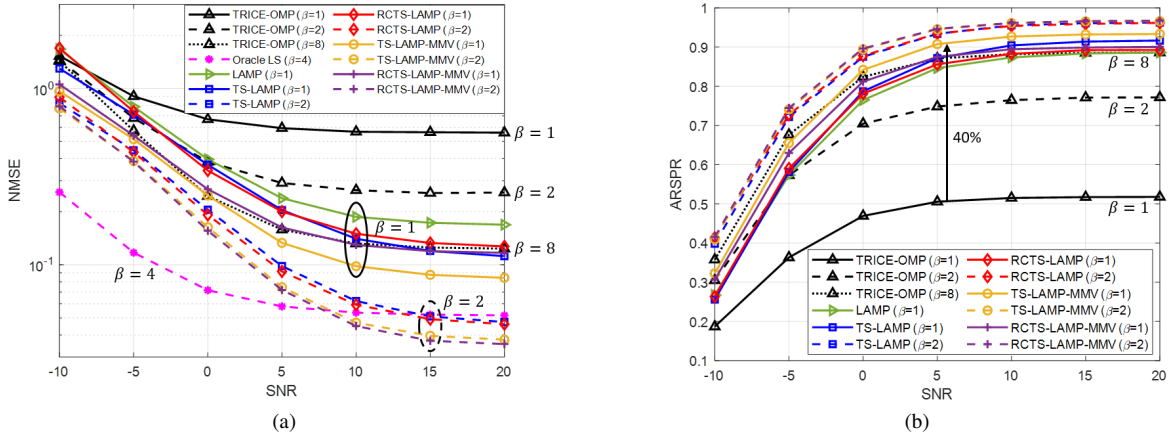 TRICE-OMP (β=1)
TRICE-OMP (β=2)
TRICE-OMP (β=8)
Oracle LS (β=4)
LAMP (β=1)
TS-LAMP (β=1)
TS-LAMP (β=2)
RCTS-LAMP (β=1)
RCTS-LAMP (β=2)
TS-LAMP-MMV (β=1)
TS-LAMP-MMV (β=2)
RCTS-LAMP-MMV (β=1)
RCTS-LAMP-MMV (β=2)
10^0
10^-1
NMSE
β = 1
β = 2
β = 1
β = 8
β = 4
β = 2
-10 -5 0 5 10 15 20
SNR
(a)
1
0.9
0.8
0.7
0.6
0.5
0.4
0.3
0.2
0.1
ARSPR
β = 8
β = 2
40%
β = 1
TRICE-OMP (β=1)
TRICE-OMP (β=2)
TRICE-OMP (β=8)
LAMP (β=1)
TS-LAMP (β=1)
TS-LAMP (β=2)
RCTS-LAMP (β=1)
RCTS-LAMP (β=2)
TS-LAMP-MMV (β=1)
TS-LAMP-MMV (β=2)
RCTS-LAMP-MMV (β=1)
RCTS-LAMP-MMV (β=2)
-10 -5 0 5 10 15 20
SNR
(b)